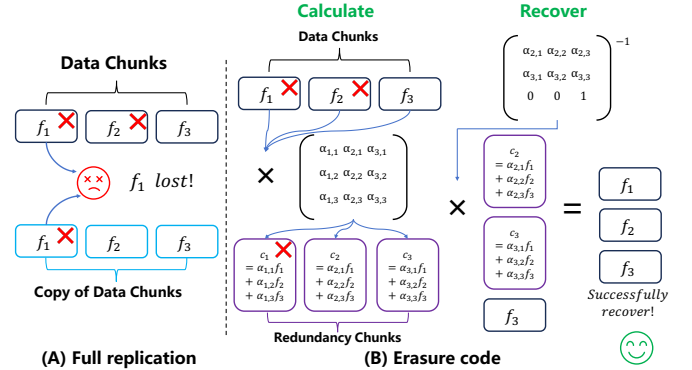 Calculate
Recover
Data Chunks
f₁
f₂
f₃
f₁ lost!
f₁
f₂
f₃
Copy of Data Chunks
(A) Full replication
Data Chunks
f₁
f₂
f₃
×
α₁,₁ α₂,₁ α₃,₁
α₁,₂ α₂,₂ α₃,₂
α₁,₃ α₂,₃ α₃,₃
c₁
= α₁,₁f₁
+ α₁,₂f₂
+ α₁,₃f₃
c₂
= α₂,₁f₁
+ α₂,₂f₂
+ α₂,₃f₃
c₃
= α₃,₁f₁
+ α₃,₂f₂
+ α₃,₃f₃
Redundancy Chunks
(B) Erasure code
α₂,₁ α₂,₂ α₂,₃
α₃,₁ α₃,₂ α₃,₃
0 0 1
−1
×
c₂
= α₂,₁f₁
+ α₂,₂f₂
+ α₂,₃f₃
c₃
= α₃,₁f₁
+ α₃,₂f₂
+ α₃,₃f₃
f₃
=
f₁
f₂
f₃
Successfully
recover!